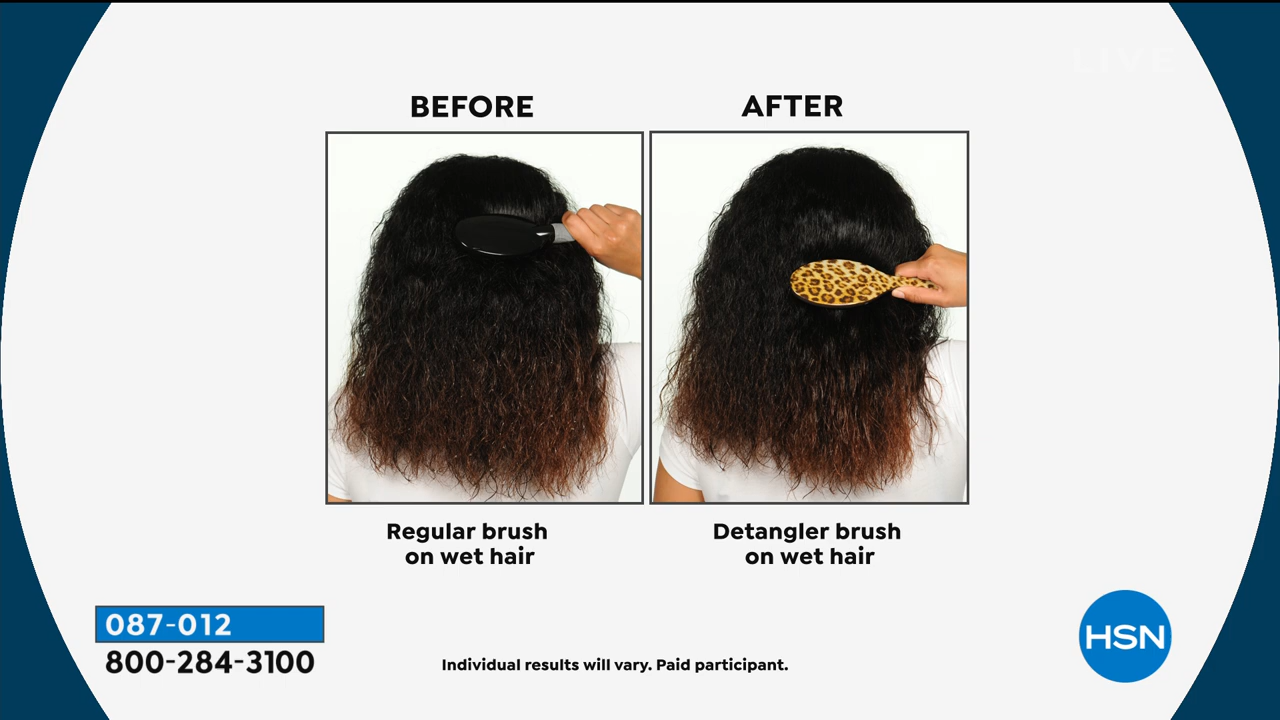 LIVE
BEFORE
AFTER
Regular brush
on wet hair
Detangler brush
on wet hair
087-012
800-284-3100
Individual results will vary. Paid participant.
HSN